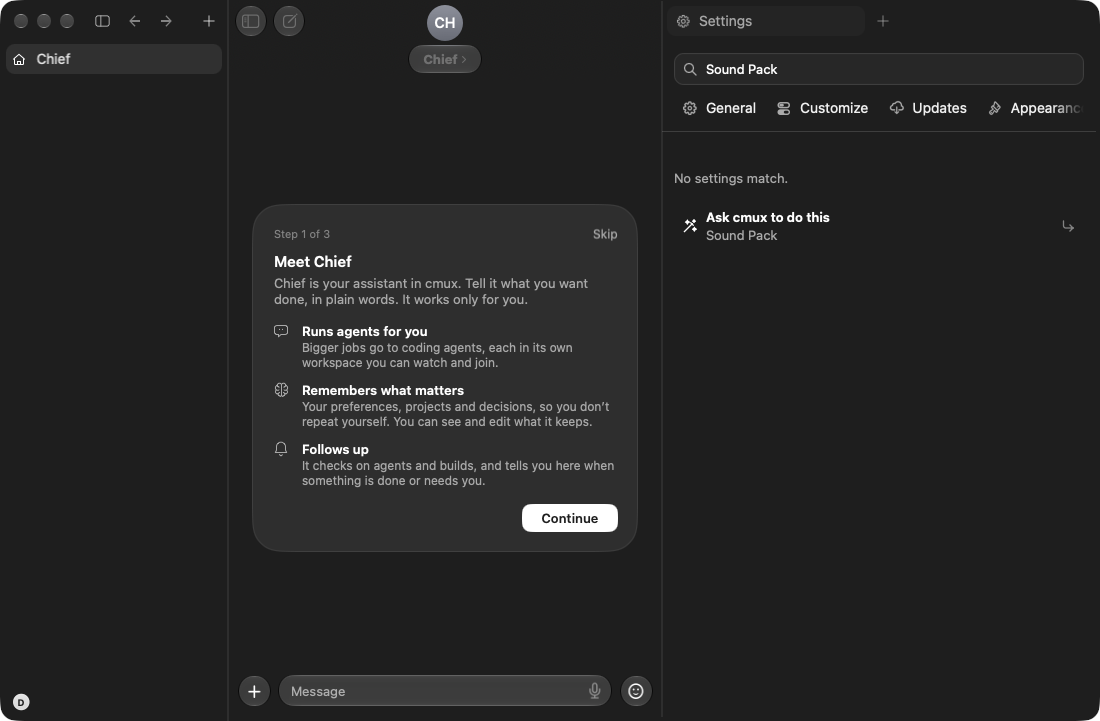 Chief
D
CH
Chief
Step 1 of 3
Skip
Meet Chief
Chief is your assistant in cmux. Tell it what you want
done, in plain words. It works only for you.
Runs agents for you
Bigger jobs go to coding agents, each in its own
workspace you can watch and join.
Remembers what matters
Your preferences, projects and decisions, so you don't
repeat yourself. You can see and edit what it keeps.
Follows up
It checks on agents and builds, and tells you here when
something is done or needs you.
Continue
Message
Settings
Sound Pack
General Customize Updates Appearanc
No settings match.
Ask cmux to do this
Sound Pack